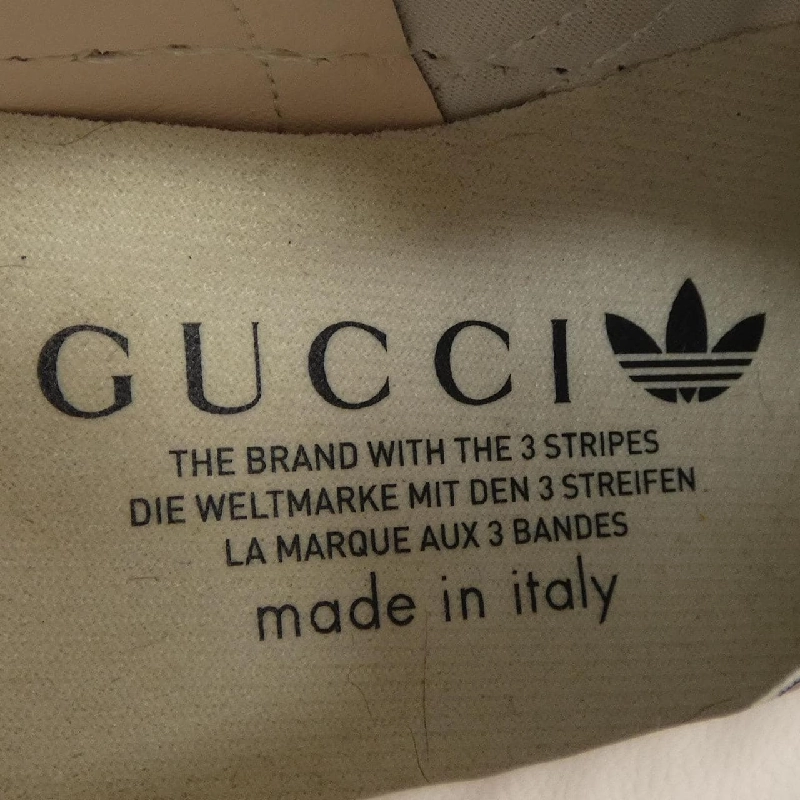 GUCCI
THE BRAND WITH THE 3 STRIPES
DIE WELTMARKE MIT DEN 3 STREIFEN
LA MARQUE AUX 3 BANDES
made in italy